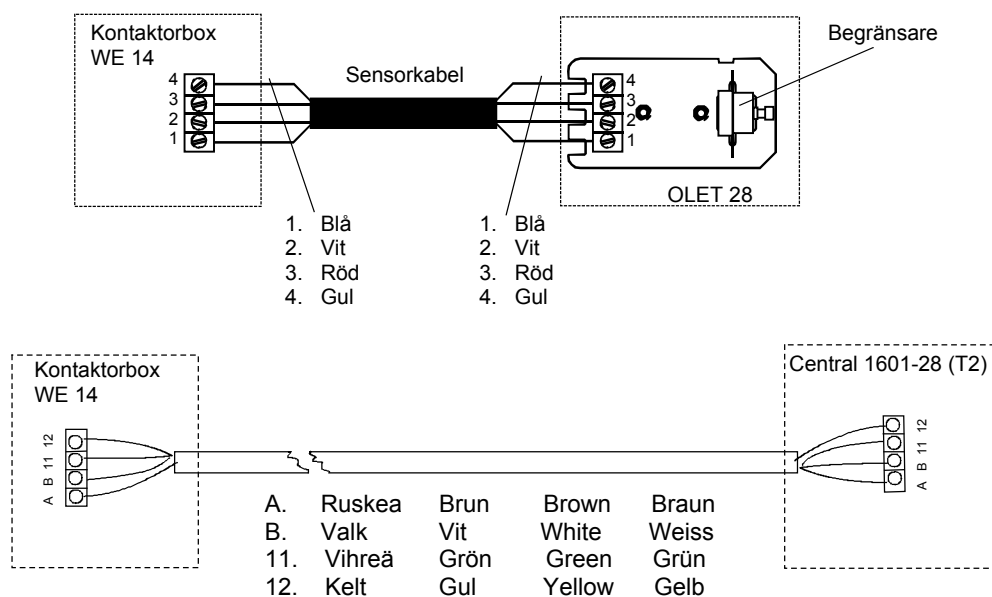 Kontaktorbox
WE 14
4
3
2
1
Sensorkabel
4
3
2
1
Begränsare
OLET 28
1. Blå
2. Vit
3. Röd
4. Gul
1. Blå
2. Vit
3. Röd
4. Gul
Kontaktorbox
WE 14
12
11
B
A
Central 1601-28 (T2)
12
11
B
A
A. Ruskea Brun Brown Braun
B. Valk Vit White Weiss
11. Vihreä Grön Green Grün
12. Kelt Gul Yellow Gelb